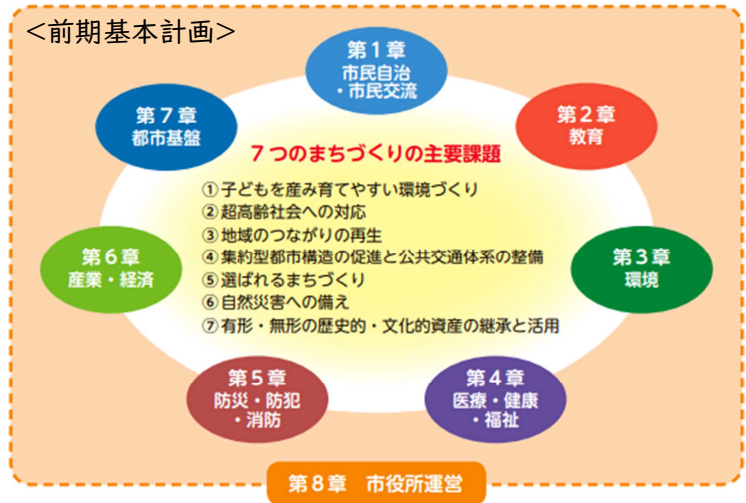 <前期基本計画>
第1章
市民自治
・市民交流
第2章
教育
第3章
環境
第4章
医療・健康
・福祉
第5章
防災・防犯
・消防
第6章
産業・経済
第7章
都市基盤
7つのまちづくりの主要課題
①子どもを産み育てやすい環境づくり
②超高齢社会への対応
③地域のつながりの再生
④集約型都市構造の促進と公共交通体系の整備
⑤選ばれるまちづくり
⑥自然災害への備え
⑦有形・無形の歴史的・文化的資産の継承と活用
第8章 市役所運営